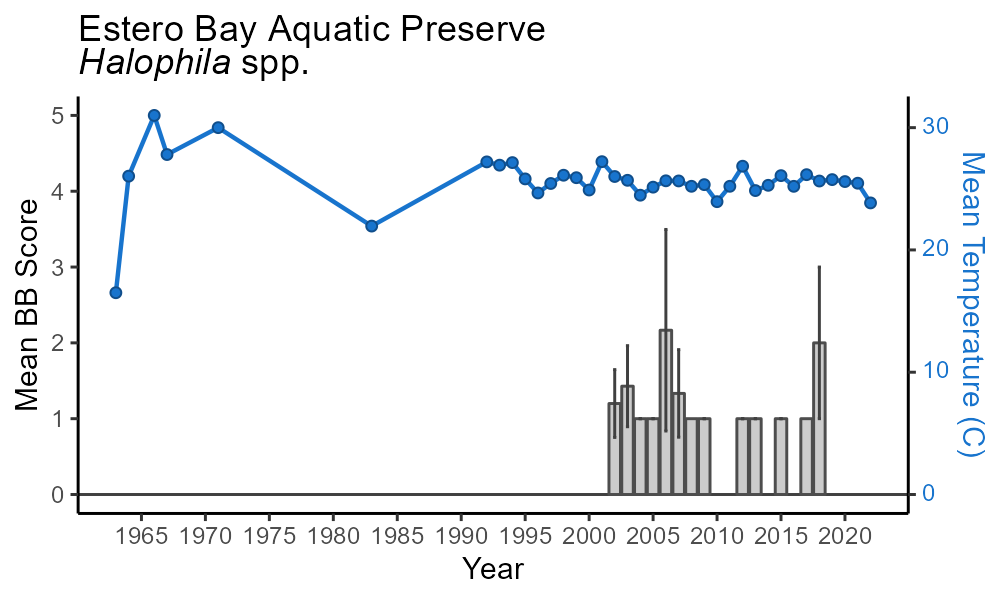 Estero Bay Aquatic Preserve
Halophila spp.
5
4
3
2
1
0
Mean BB Score
30
20
10
0
Mean Temperature (C)
1965 1970 1975 1980 1985 1990 1995 2000 2005 2010 2015 2020
Year